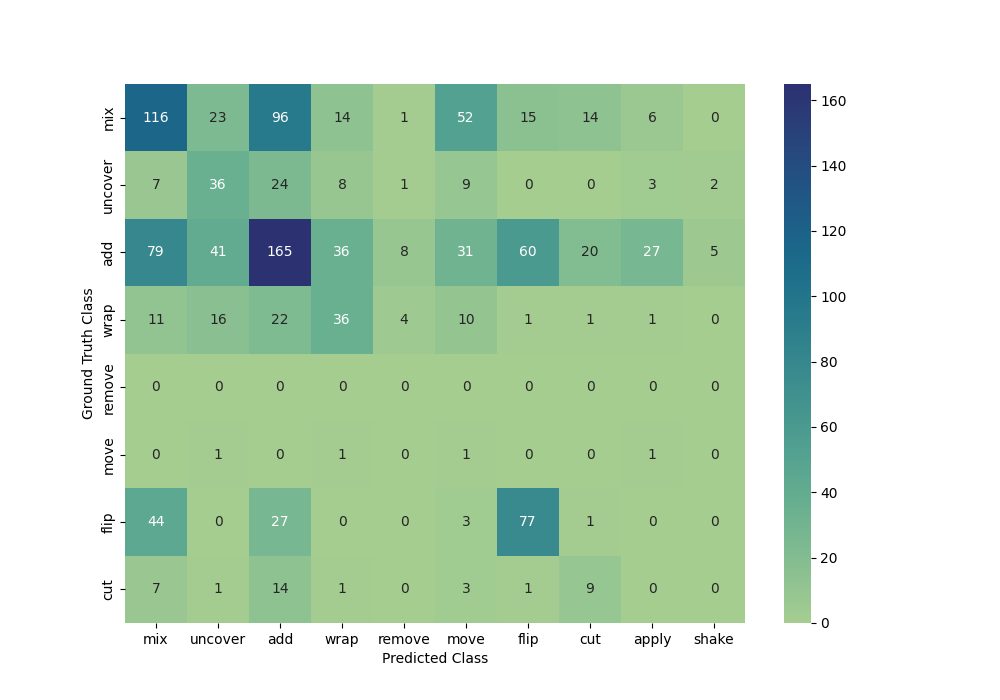 mix 116 23 96 14 1 52 15 14 6 0
uncover 7 36 24 8 1 9 0 0 3 2
add 79 41 165 36 8 31 60 20 27 5
wrap 11 16 22 36 4 10 1 1 1 0
remove 0 0 0 0 0 0 0 0 0 0
move 0 1 0 1 0 1 0 0 1 0
flip 44 0 27 0 0 3 77 1 0 0
cut 7 1 14 1 0 3 1 9 0 0
mix uncover add wrap remove move flip cut apply shake
Predicted Class
Ground Truth Class
160
140
120
100
80
60
40
20
0